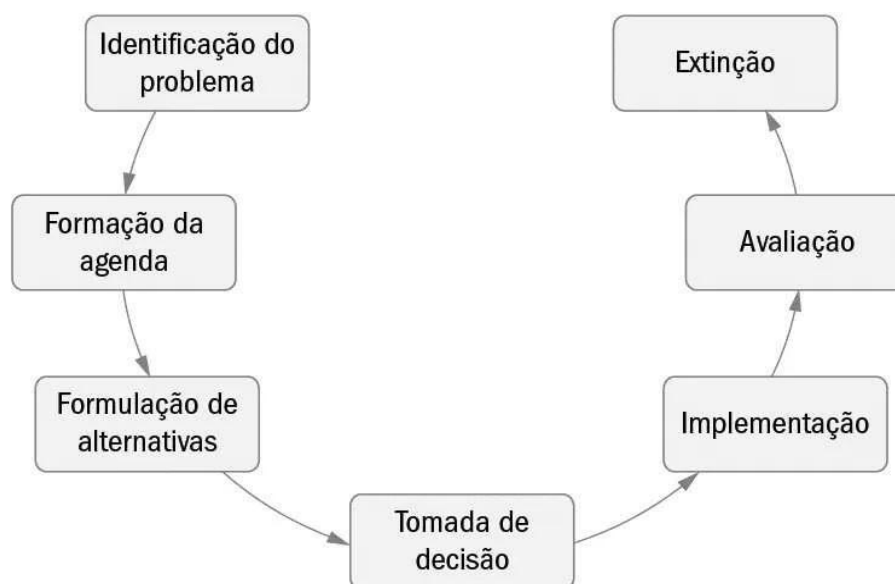 Identificação do
problema
Formação da
agenda
Formulação de
alternativas
Tomada de
decisão
Implementação
Avaliação
Extinção